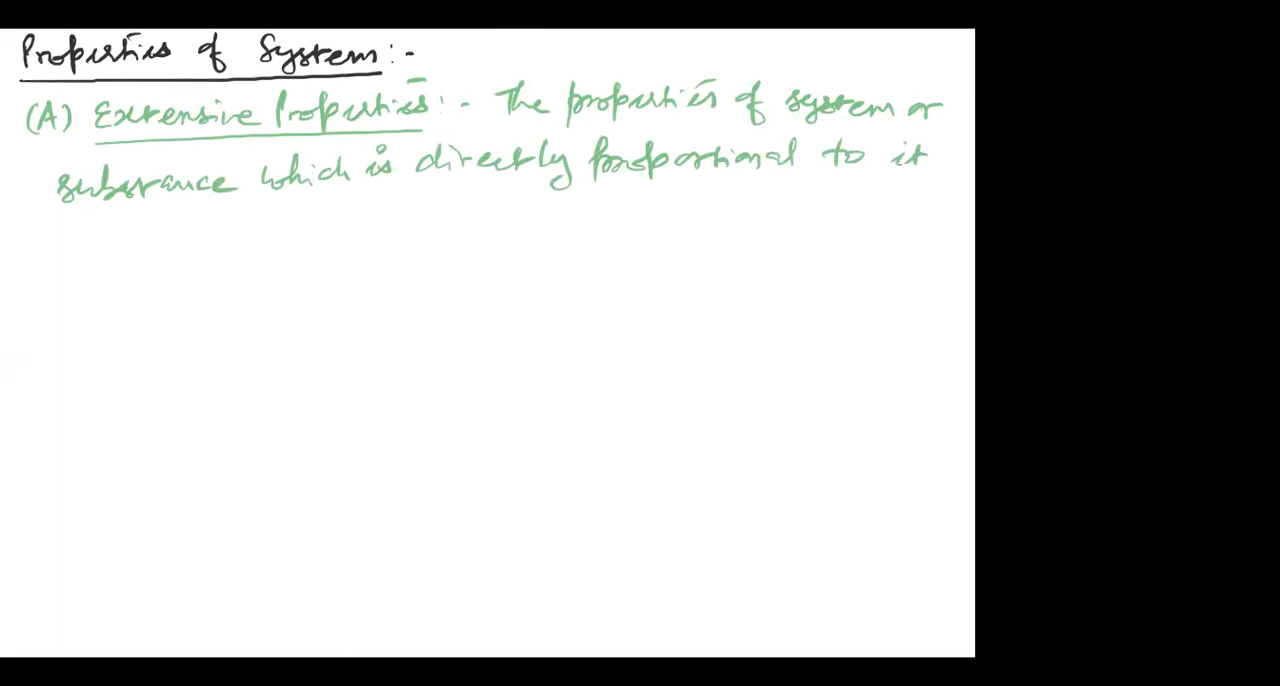 Properties of System:-
(A) Extensive Properties:- The properties of system or
substance which is directly proportional to it